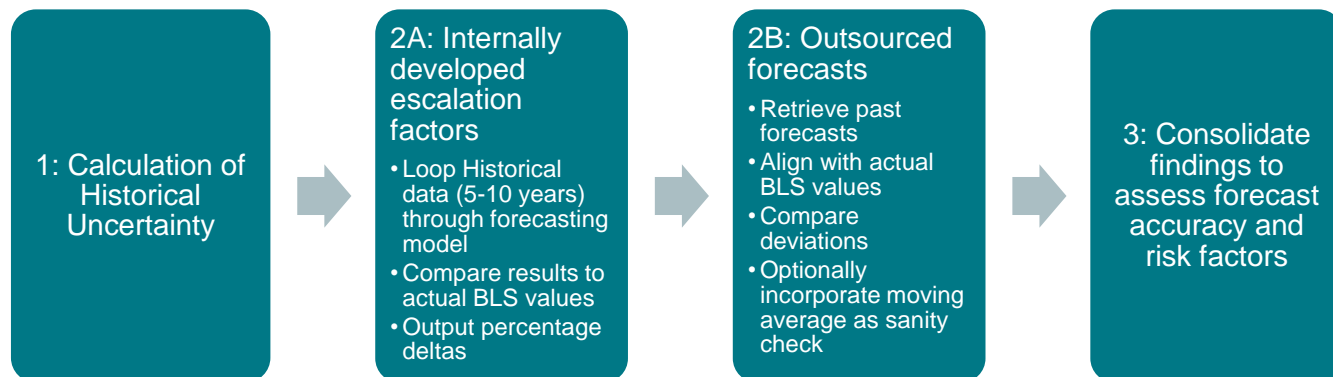 1: Calculation of
Historical
Uncertainty
2A: Internally
developed
escalation
factors
• Loop Historical
data (5-10 years)
through forecasting
model
• Compare results to
actual BLS values
• Output percentage
deltas
2B: Outsourced
forecasts
• Retrieve past
forecasts
• Align with actual
BLS values
• Compare
deviations
• Optionally
incorporate moving
average as sanity
check
3: Consolidate
findings to
assess forecast
accuracy and
risk factors